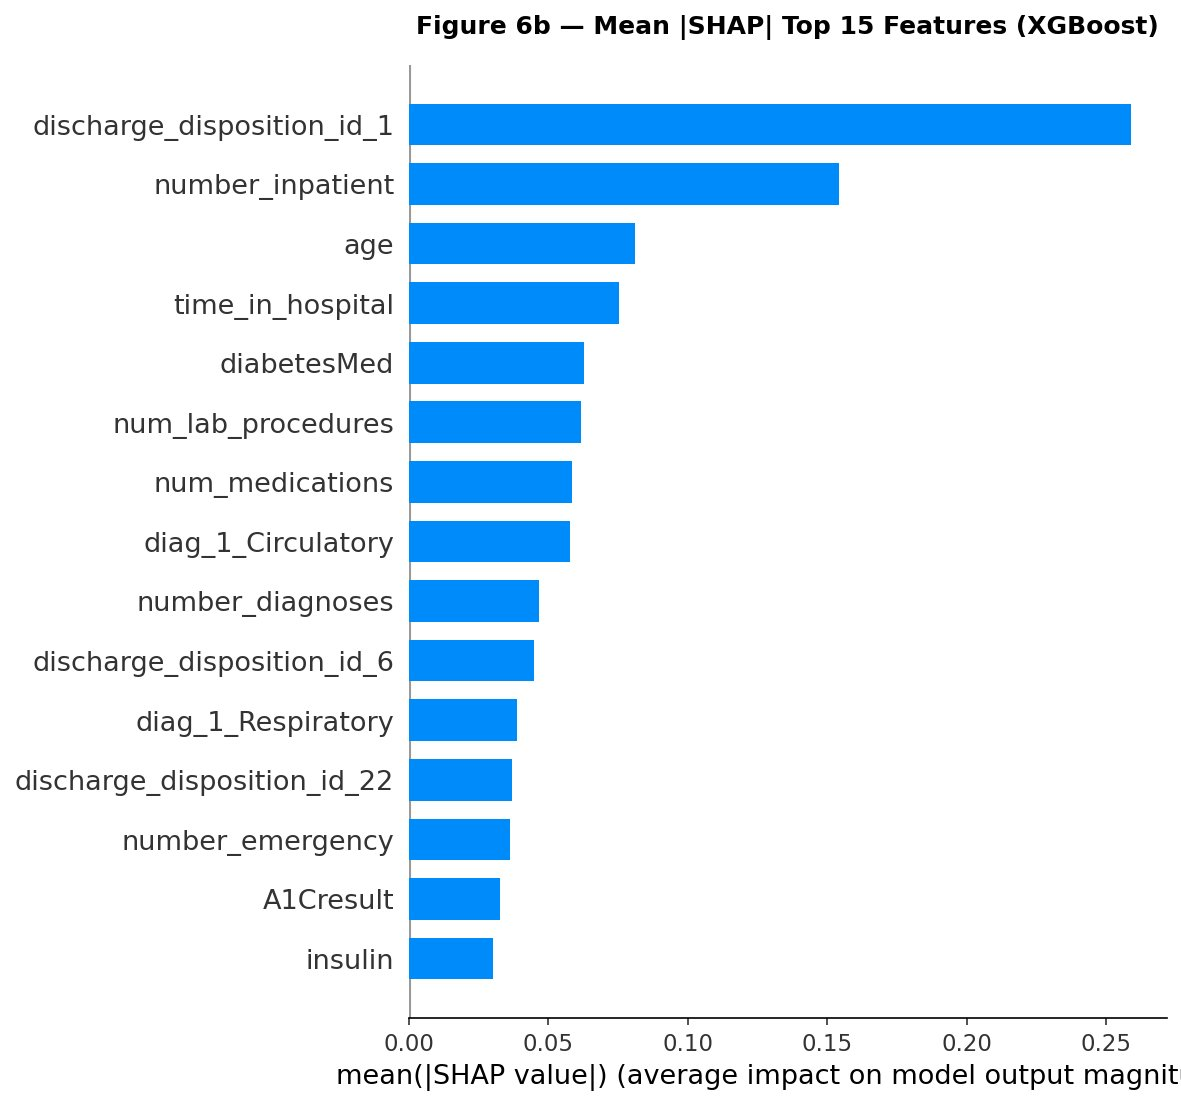 Figure 6b — Mean |SHAP| Top 15 Features (XGBoost)
discharge_disposition_id_1
number_inpatient
age
time_in_hospital
diabetesMed
num_lab_procedures
num_medications
diag_1_Circulatory
number_diagnoses
discharge_disposition_id_6
diag_1_Respiratory
discharge_disposition_id_22
number_emergency
A1Cresult
insulin
0.00 0.05 0.10 0.15 0.20 0.25
mean(|SHAP value|) (average impact on model output